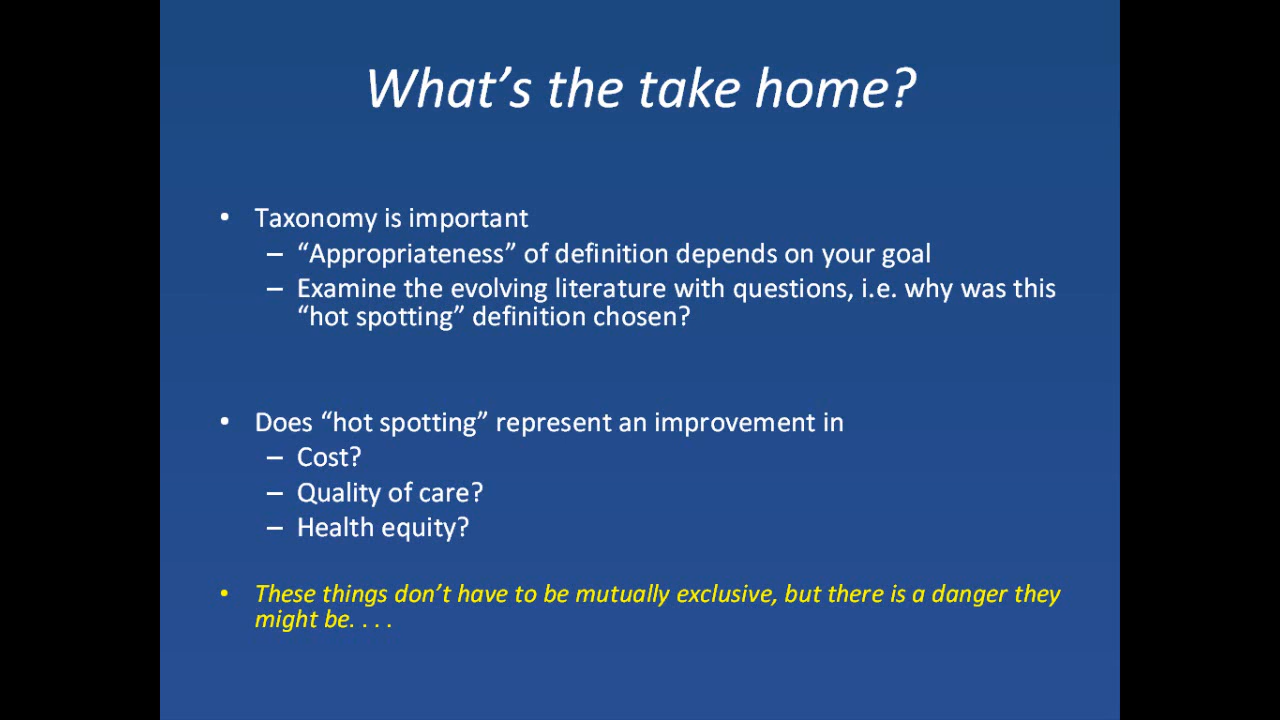 What’s the take home?
• Taxonomy is important
– “Appropriateness” of definition depends on your goal
– Examine the evolving literature with questions, i.e. why was this
“hot spotting” definition chosen?
• Does “hot spotting” represent an improvement in
– Cost?
– Quality of care?
– Health equity?
• These things don’t have to be mutually exclusive, but there is a danger they
might be. . . .